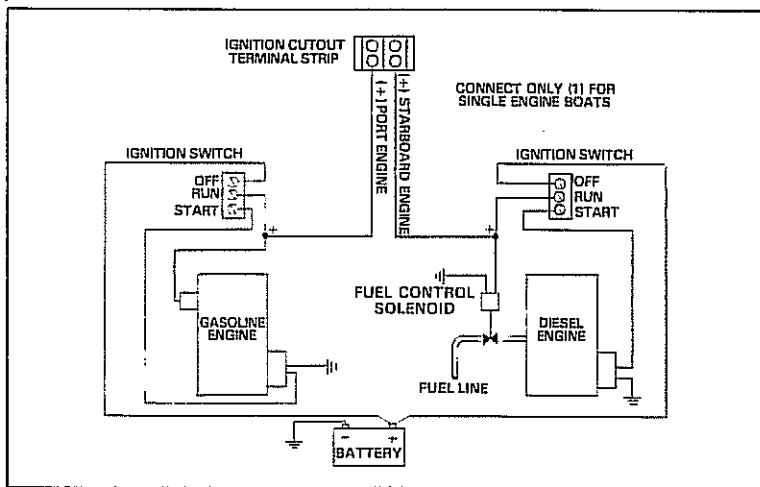 IGNITION CUTOUT
TERMINAL STRIP
(+) PORT ENGINE
(+) STARBOARD ENGINE
CONNECT ONLY (1) FOR
SINGLE ENGINE BOATS
IGNITION SWITCH
OFF
RUN
START
+
IGNITION SWITCH
OFF
RUN
START
+
FUEL CONTROL
SOLENOID
GASOLINE
ENGINE
DIESEL
ENGINE
FUEL LINE
- +
BATTERY